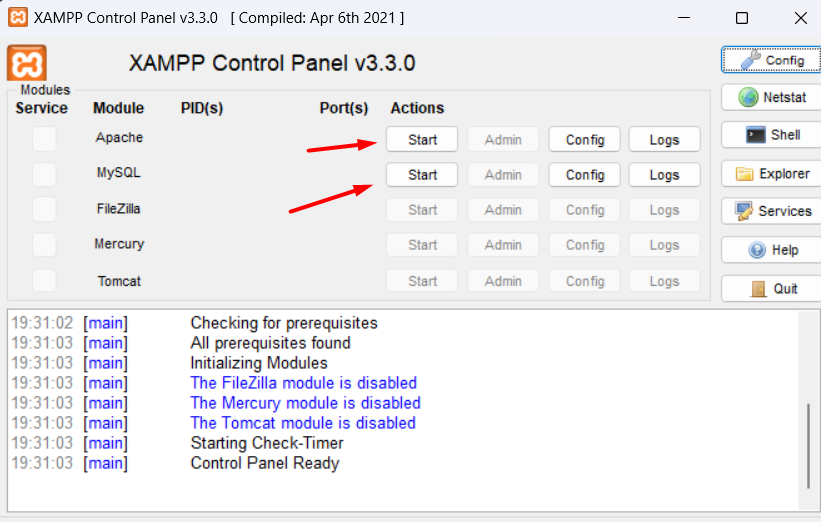 XAMPP Control Panel v3.3.0 [ Compiled: Apr 6th 2021 ]
XAMPP Control Panel v3.3.0
Config
Modules
Service Module PID(s) Port(s) Actions
Netstat
Apache Start Admin Config Logs
Shell
MySQL Start Admin Config Logs
Explorer
FileZilla Start Admin Config Logs
Services
Mercury Start Admin Config Logs
Help
Tomcat Start Admin Config Logs
Quit
19:31:02 [main] Checking for prerequisites
19:31:03 [main] All prerequisites found
19:31:03 [main] Initializing Modules
19:31:03 [main] The FileZilla module is disabled
19:31:03 [main] The Mercury module is disabled
19:31:03 [main] The Tomcat module is disabled
19:31:03 [main] Starting Check-Timer
19:31:03 [main] Control Panel Ready